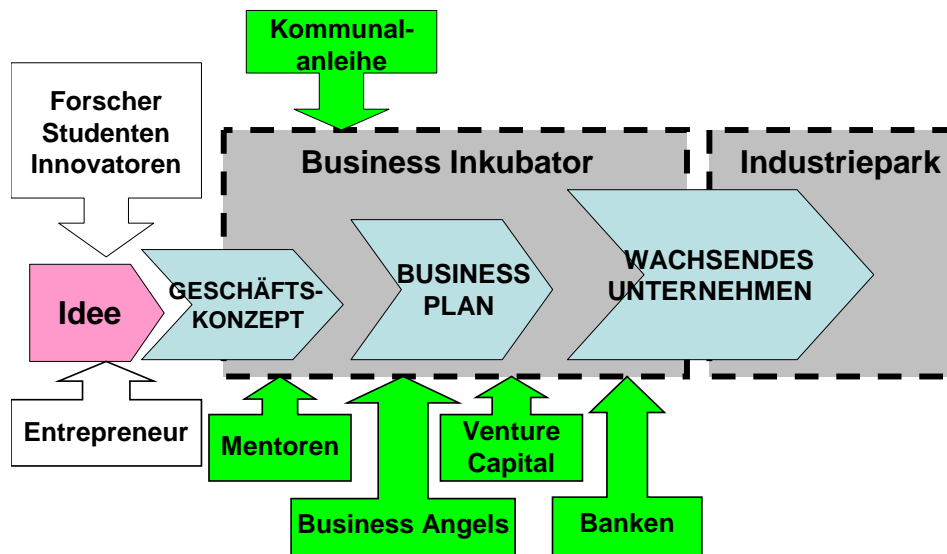 Kommunal-
anleihe
Forscher
Studenten
Innovatoren
Business Inkubator
Industriepark
Idee
GESCHÄFTS-
KONZEPT
BUSINESS
PLAN
WACHSENDES
UNTERNEHMEN
Entrepreneur
Mentoren
Venture
Capital
Business Angels
Banken